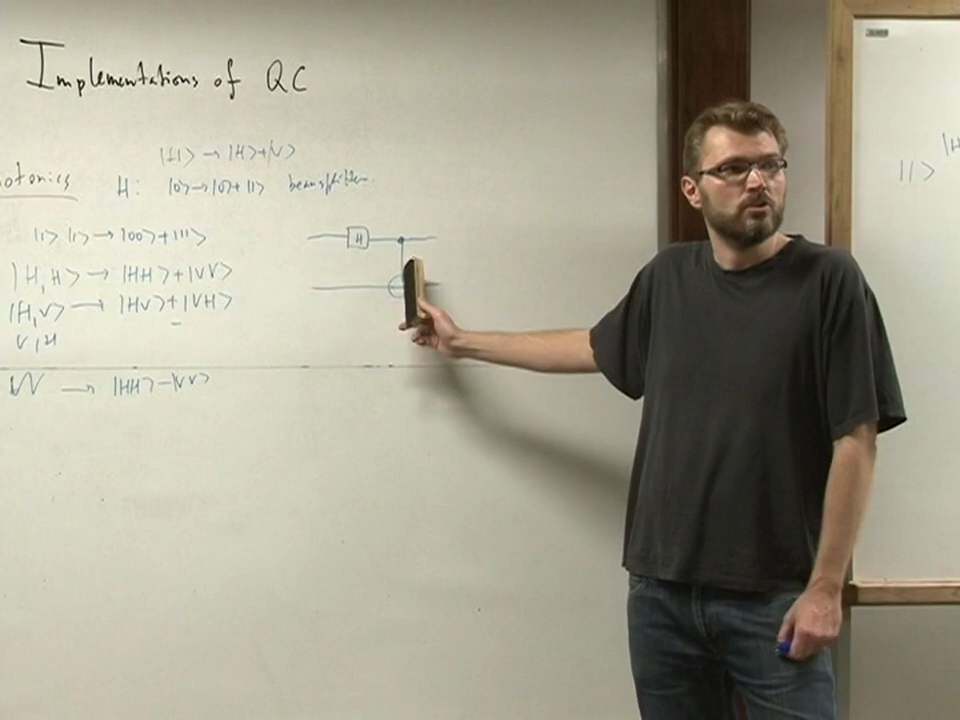 Implementations of QC
|H> → |H>+|V>
otonics H: |0>→|0>+|1> beamsplitter
|1>,|1> → |00>+|11>
H
|H,H> → |HH>+|VV>
|H,V> → |HV>+|VH>
V,H
VV → |HH>-|VV>
|1>